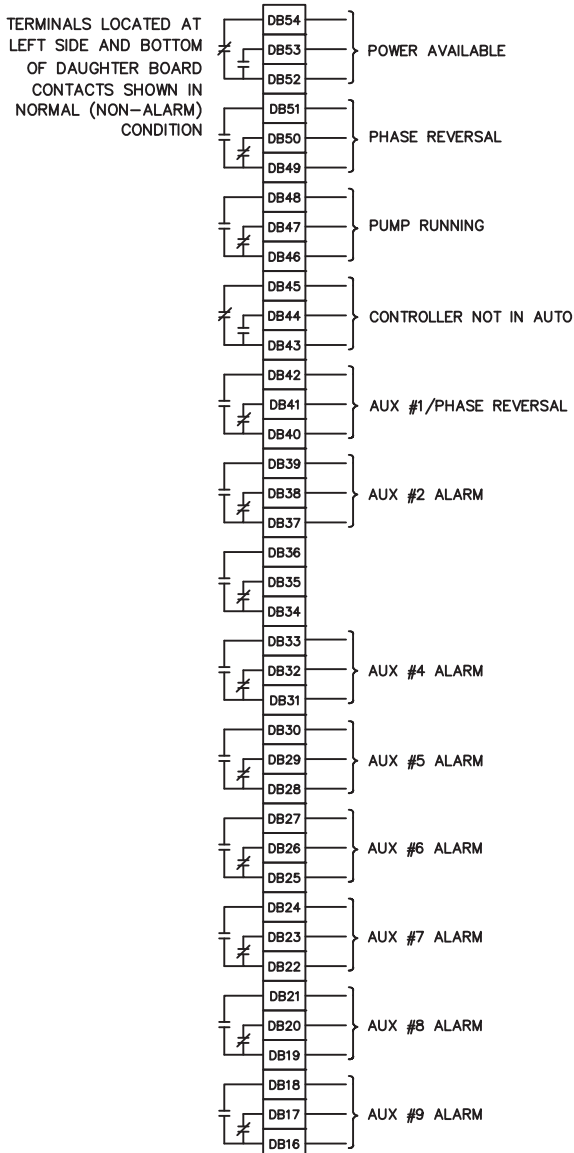 TERMINALS LOCATED AT
LEFT SIDE AND BOTTOM
OF DAUGHTER BOARD
CONTACTS SHOWN IN
NORMAL (NON-ALARM)
CONDITION
DB54
DB53
DB52
POWER AVAILABLE
DB51
DB50
DB49
PHASE REVERSAL
DB48
DB47
DB46
PUMP RUNNING
DB45
DB44
DB43
CONTROLLER NOT IN AUTO
DB42
DB41
DB40
AUX #1/PHASE REVERSAL
DB39
DB38
DB37
AUX #2 ALARM
DB36
DB35
DB34
DB33
DB32
DB31
AUX #4 ALARM
DB30
DB29
DB28
AUX #5 ALARM
DB27
DB26
DB25
AUX #6 ALARM
DB24
DB23
DB22
AUX #7 ALARM
DB21
DB20
DB19
AUX #8 ALARM
DB18
DB17
DB16
AUX #9 ALARM